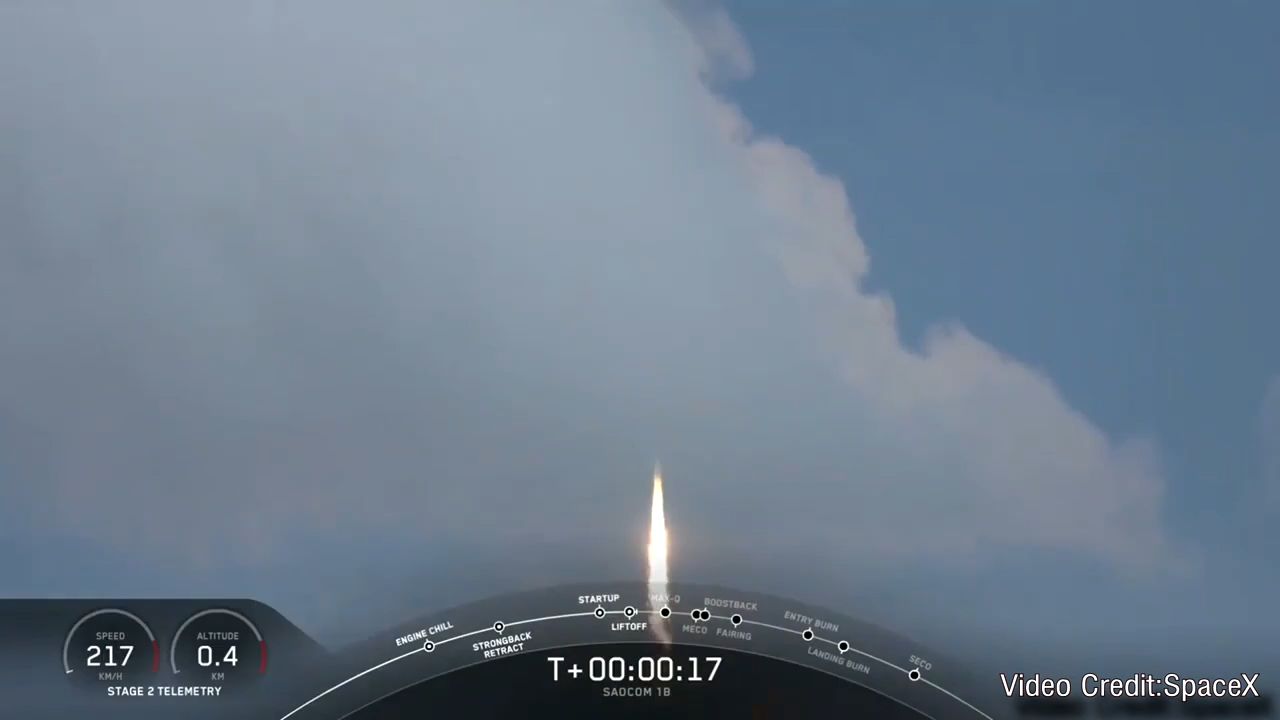 STARTUP
MAX-Q
BOOSTBACK
ENGINE CHILL
LIFTOFF
MECO
FAIRING
ENTRY BURN
STRONGBACK
RETRACT
LANDING BURN
SECO
SPEED
217
KM/H
ALTITUDE
0.4
KM
STAGE 2 TELEMETRY
T+00:00:17
SAOCOM 1B
Video Credit:SpaceX